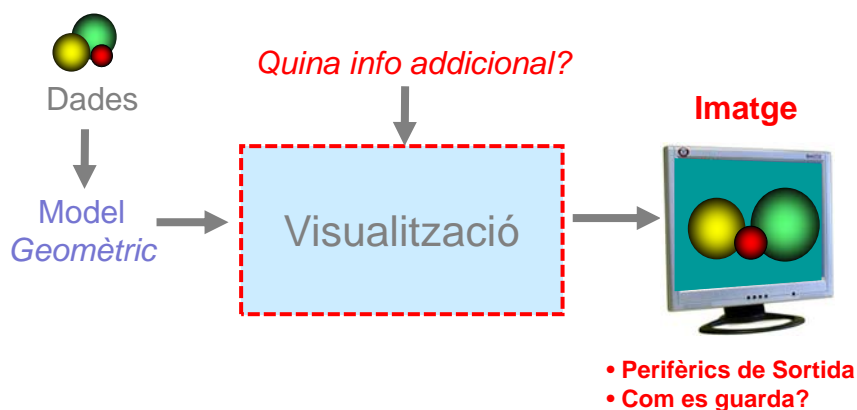 Quina info addicional?
Dades
Imatge
Model
Geomètric
Visualització
• Perifèrics de Sortida
• Com es guarda?